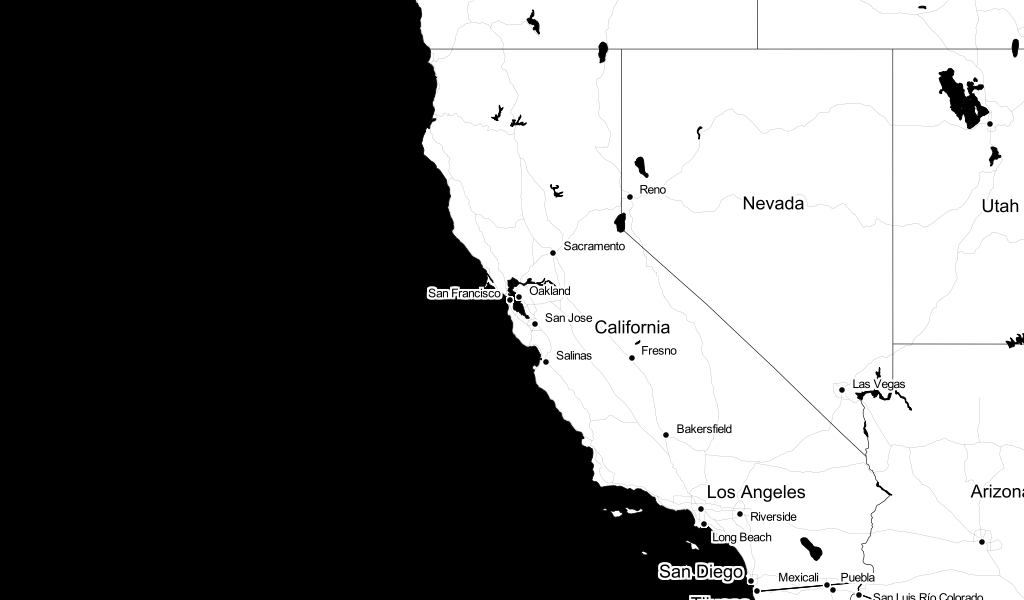 Reno
Nevada
Utah
Sacramento
San Francisco
Oakland
San Jose
California
Salinas
Fresno
Las Vegas
Bakersfield
Los Angeles
Arizona
Riverside
Long Beach
San Diego
Mexicali
Puebla
San Luis Río Colorado